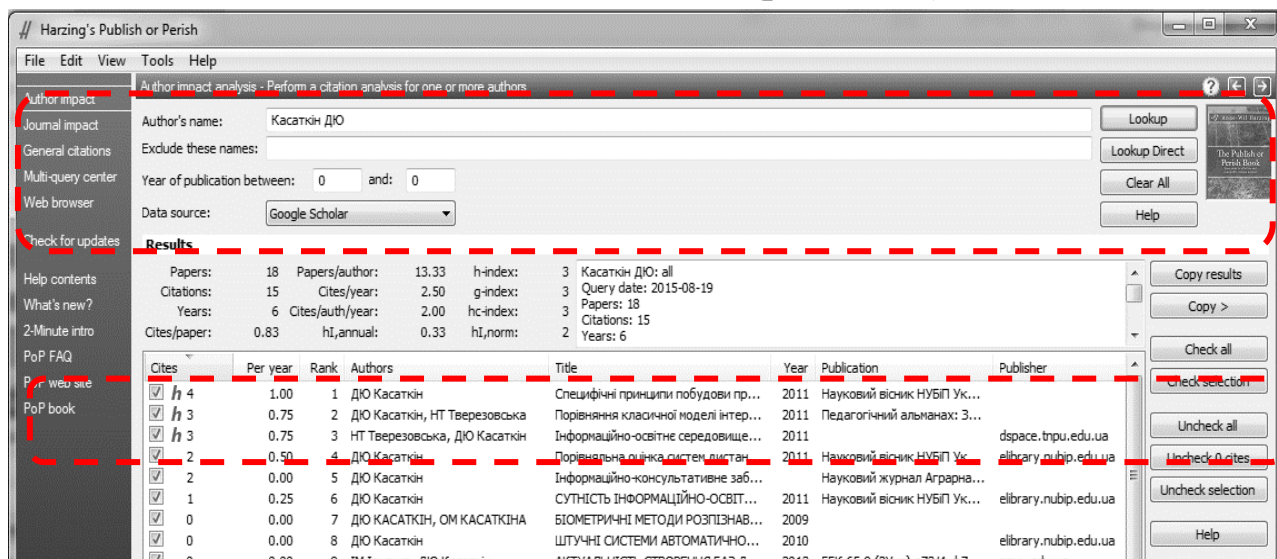 Harzing's Publish or Perish
File Edit View Tools Help
Author impact analysis - Perform a citation analysis for one or more authors
Author impact
Journal impact
General citations
Multi-query center
Web browser
Check for updates
Help contents
What's new?
2-Minute intro
PoP FAQ
PoP web site
PoP book
Author's name: Касаткін ДЮ
Exclude these names:
Year of publication between: 0 and: 0
Data source: Google Scholar
Lookup
Lookup Direct
Clear All
Help
The Publish or
Perish Book
Results
Papers: 18 Papers/author: 13.33 h-index: 3
Citations: 15 Cites/year: 2.50 g-index: 3
Years: 6 Cites/auth/year: 2.00 hc-index: 3
Cites/paper: 0.83 hI,annual: 0.33 hI,norm: 2
Касаткін ДЮ: all
Query date: 2015-08-19
Papers: 18
Citations: 15
Years: 6
Copy results
Copy >
Check all
Check selection
Uncheck all
Uncheck 0 cites
Uncheck selection
Help
Cites Per year Rank Authors Title Year Publication Publisher
h 4 1.00 1 ДЮ Касаткін Специфічні принципи побудови пр... 2011 Науковий вісник НУБіП Ук...
h 3 0.75 2 ДЮ Касаткін, НТ Тверезовська Порівняння класичної моделі інтер... 2011 Педагогічний альманах: З...
h 3 0.75 3 НТ Тверезовська, ДЮ Касаткін Інформаційно-освітнє середовище... 2011 dspace.tnpu.edu.ua
2 0.50 4 ДЮ Касаткін Порівняльна оцінка систем дистан... 2011 Науковий вісник НУБіП Ук... elibrary.nubip.edu.ua
2 0.00 5 ДЮ Касаткін Інформаційно-консультативне заб... Науковий журнал Аграрна...
1 0.25 6 ДЮ Касаткін СУТНІСТЬ ІНФОРМАЦІЙНО-ОСВІТ... 2011 Науковий вісник НУБіП Ук... elibrary.nubip.edu.ua
0 0.00 7 ДЮ КАСАТКІН, ОМ КАСАТКІНА БІОМЕТРИЧНІ МЕТОДИ РОЗПІЗНАВ... 2009
0 0.00 8 ДЮ Касаткін ШТУЧНІ СИСТЕМИ АВТОМАТИЧНО... 2010 elibrary.nubip.edu.ua